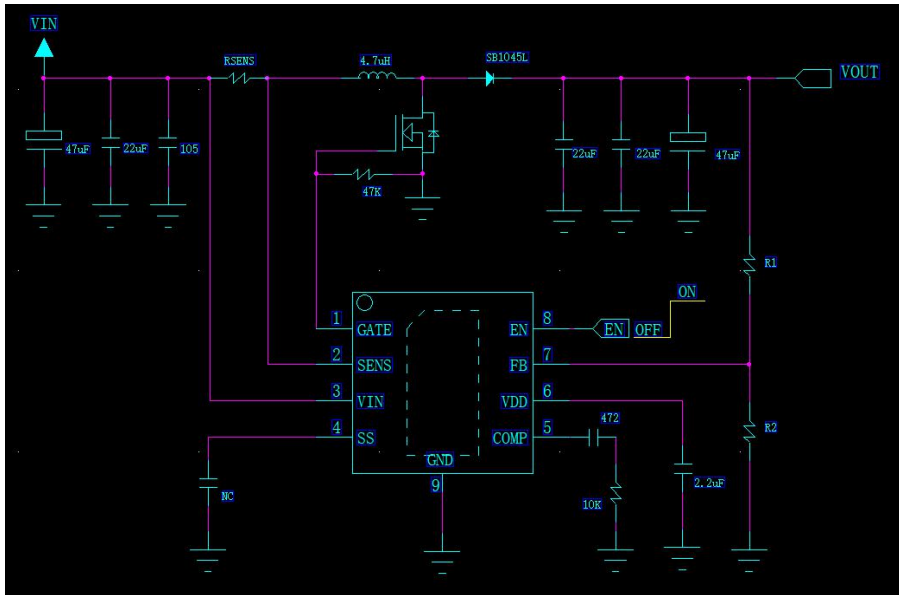 VIN
RSENS
4.7uH
SB1045L
VOUT
47uF
22uF
105
47K
22uF
22uF
47uF
R1
ON
1
GATE
EN
8
EN
OFF
2
SENS
FB
7
3
VIN
VDD
6
4
SS
COMP
5
472
R2
GND
9
NC
10K
2.2uF